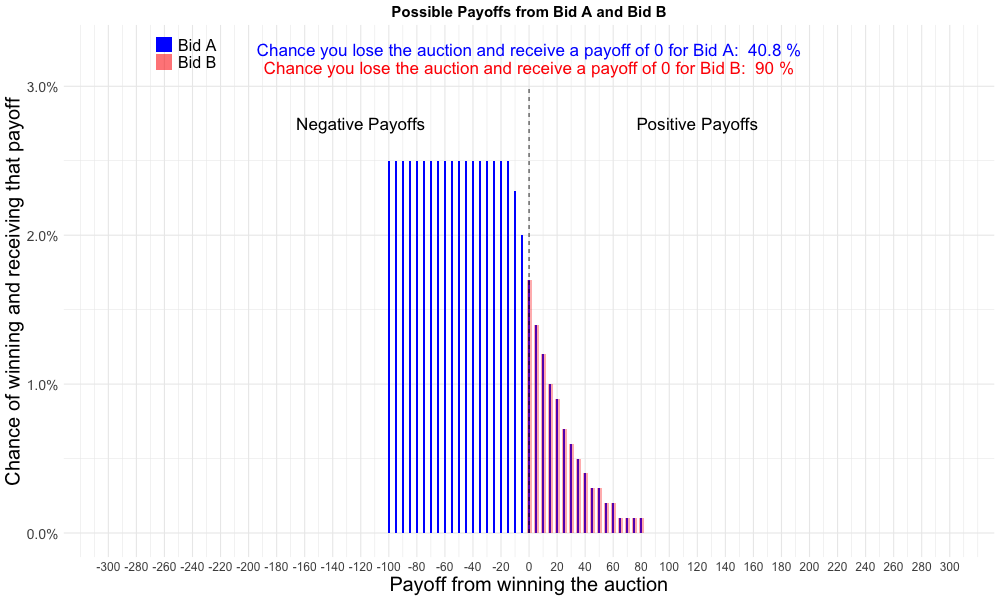 Possible Payoffs from Bid A and Bid B
Bid A
Bid B
Chance you lose the auction and receive a payoff of 0 for Bid A:  40.8 %
Chance you lose the auction and receive a payoff of 0 for Bid B:  90 %
Negative Payoffs
Positive Payoffs
Chance of winning and receiving that payoff
3.0%
2.0%
1.0%
0.0%
-300 -280 -260 -240 -220 -200 -180 -160 -140 -120 -100 -80 -60 -40 -20 0 20 40 60 80 100 120 140 160 180 200 220 240 260 280 300
Payoff from winning the auction